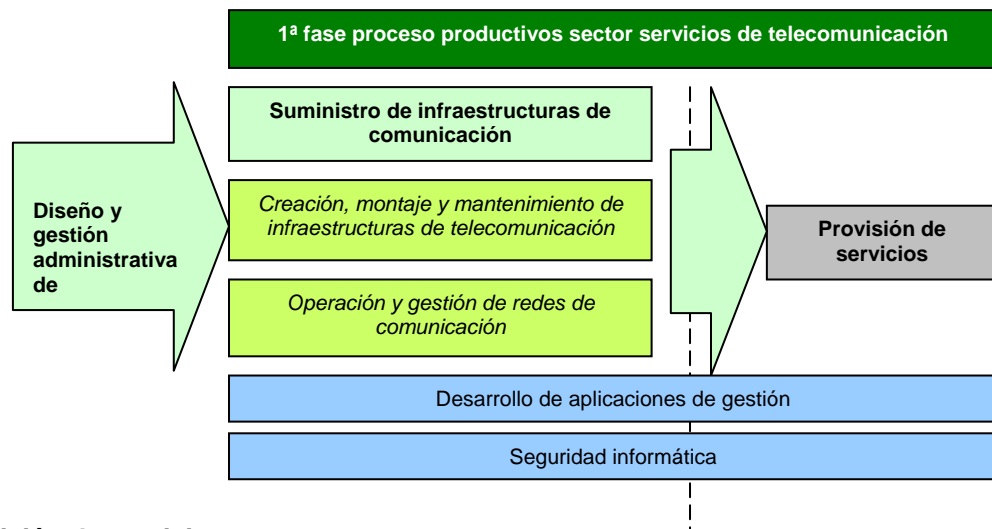 1ª fase proceso productivos sector servicios de telecomunicación
Suministro de infraestructuras de
comunicación
Diseño y
gestión
administrativa
de
Creación, montaje y mantenimiento de
infraestructuras de telecomunicación
Provisión de
servicios
Operación y gestión de redes de
comunicación
Desarrollo de aplicaciones de gestión
Seguridad informática